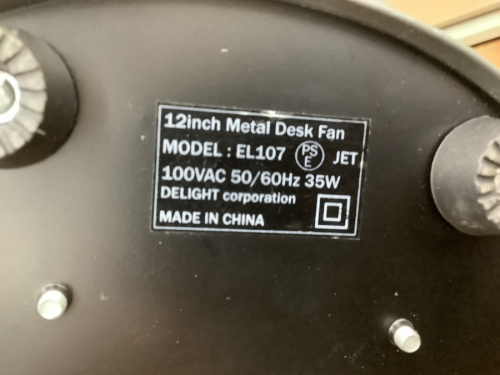 12inch Metal Desk Fan
MODEL : EL107 PSE JET
100VAC 50/60Hz 35W
DELIGHT corporation
MADE IN CHINA